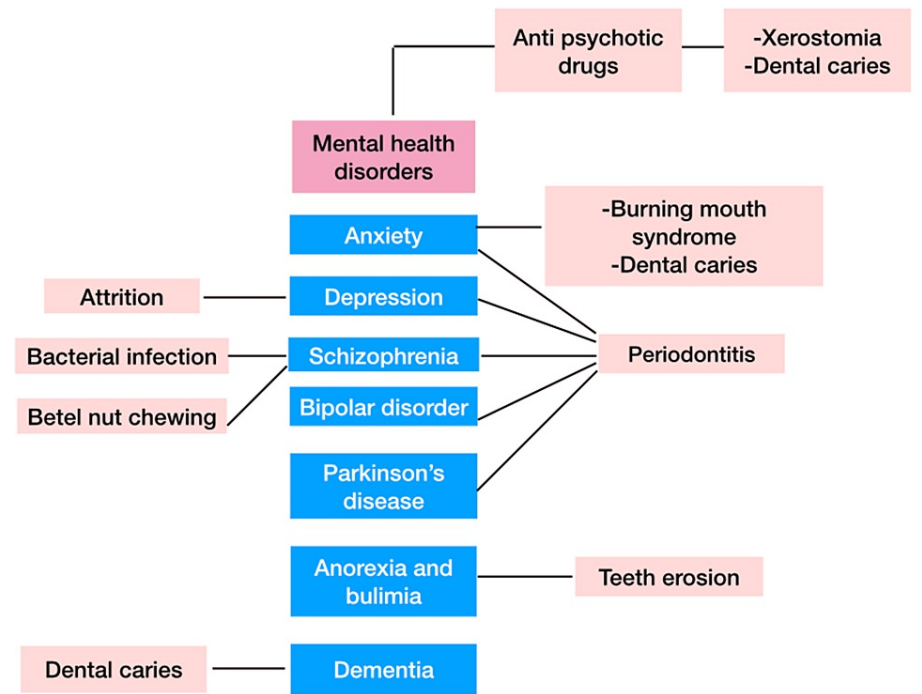 Anti psychotic
drugs
-Xerostomia
-Dental caries
Mental health
disorders
Anxiety
-Burning mouth
syndrome
-Dental caries
Attrition
Depression
Bacterial infection
Schizophrenia
Periodontitis
Betel nut chewing
Bipolar disorder
Parkinson's
disease
Anorexia and
bulimia
Teeth erosion
Dental caries
Dementia